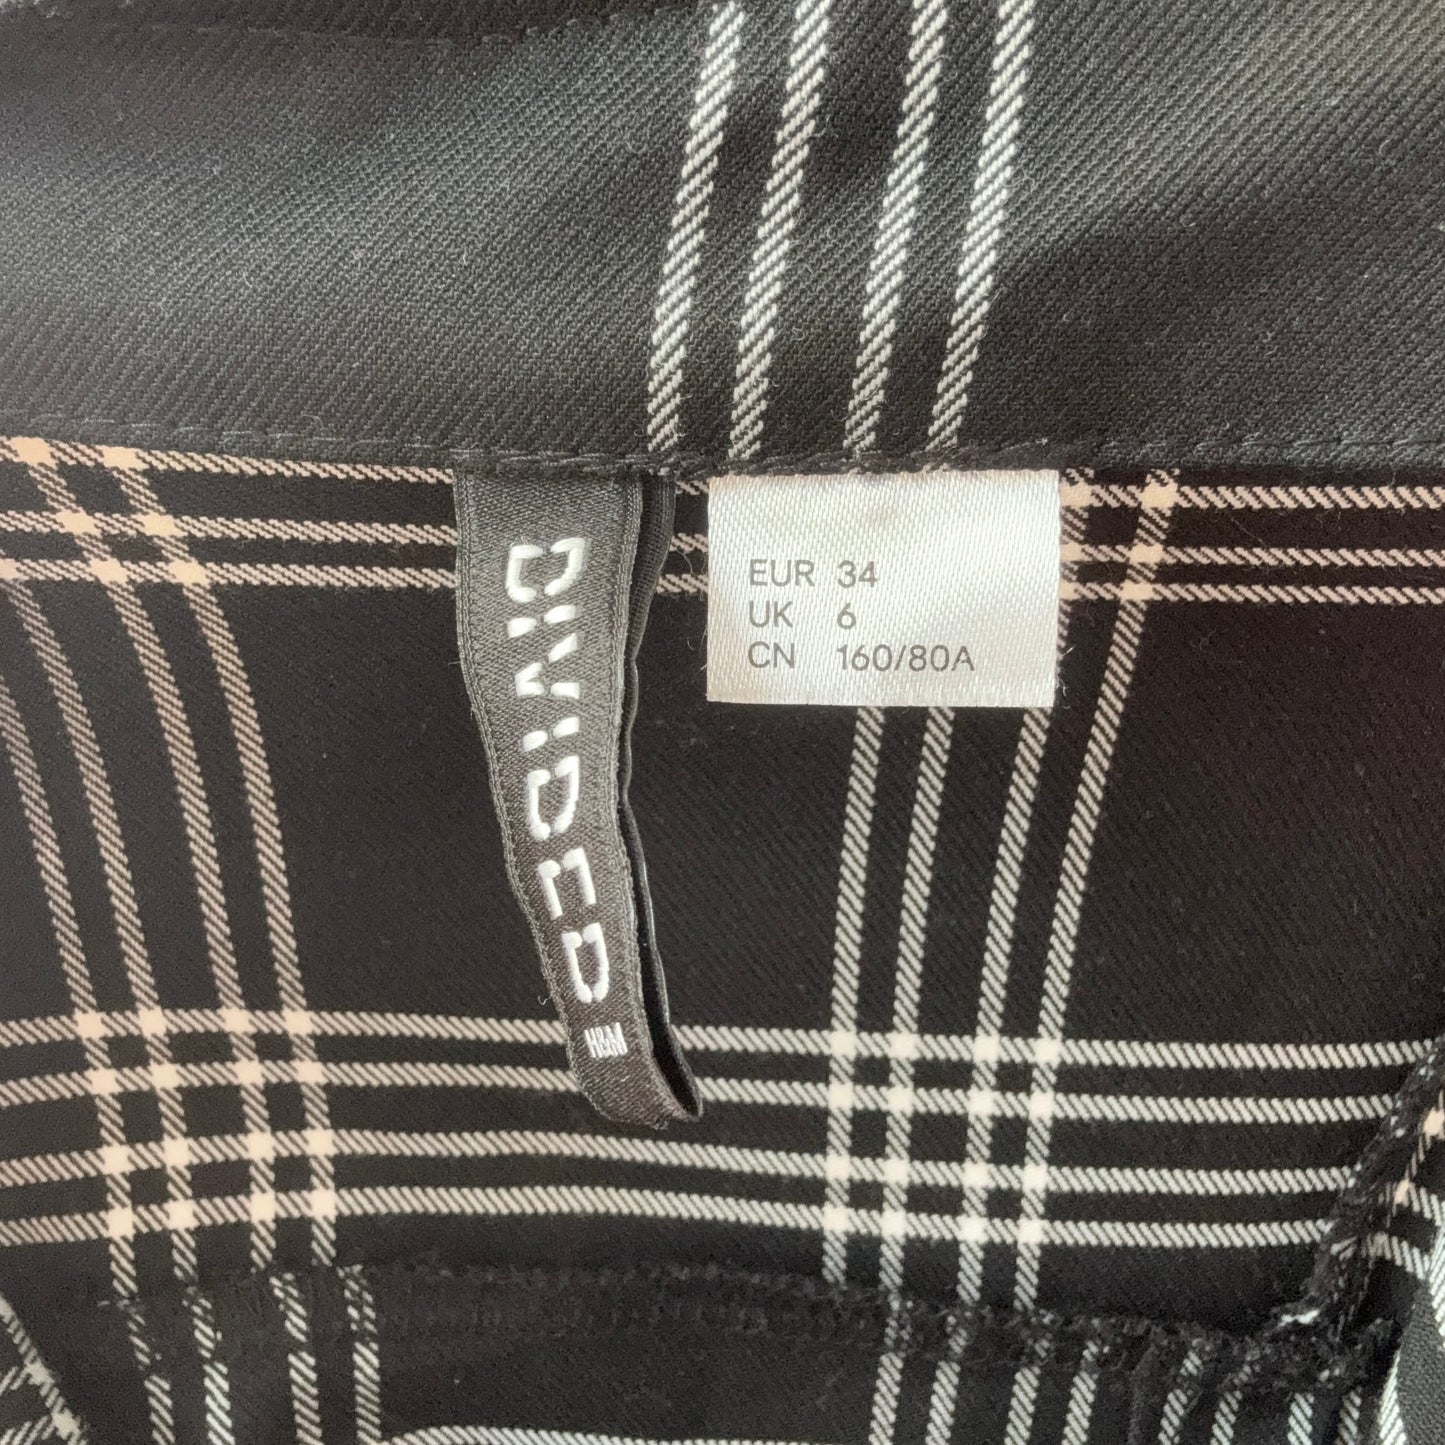 DIVIDED
H&M
EUR 34
UK 6
CN 160/80A